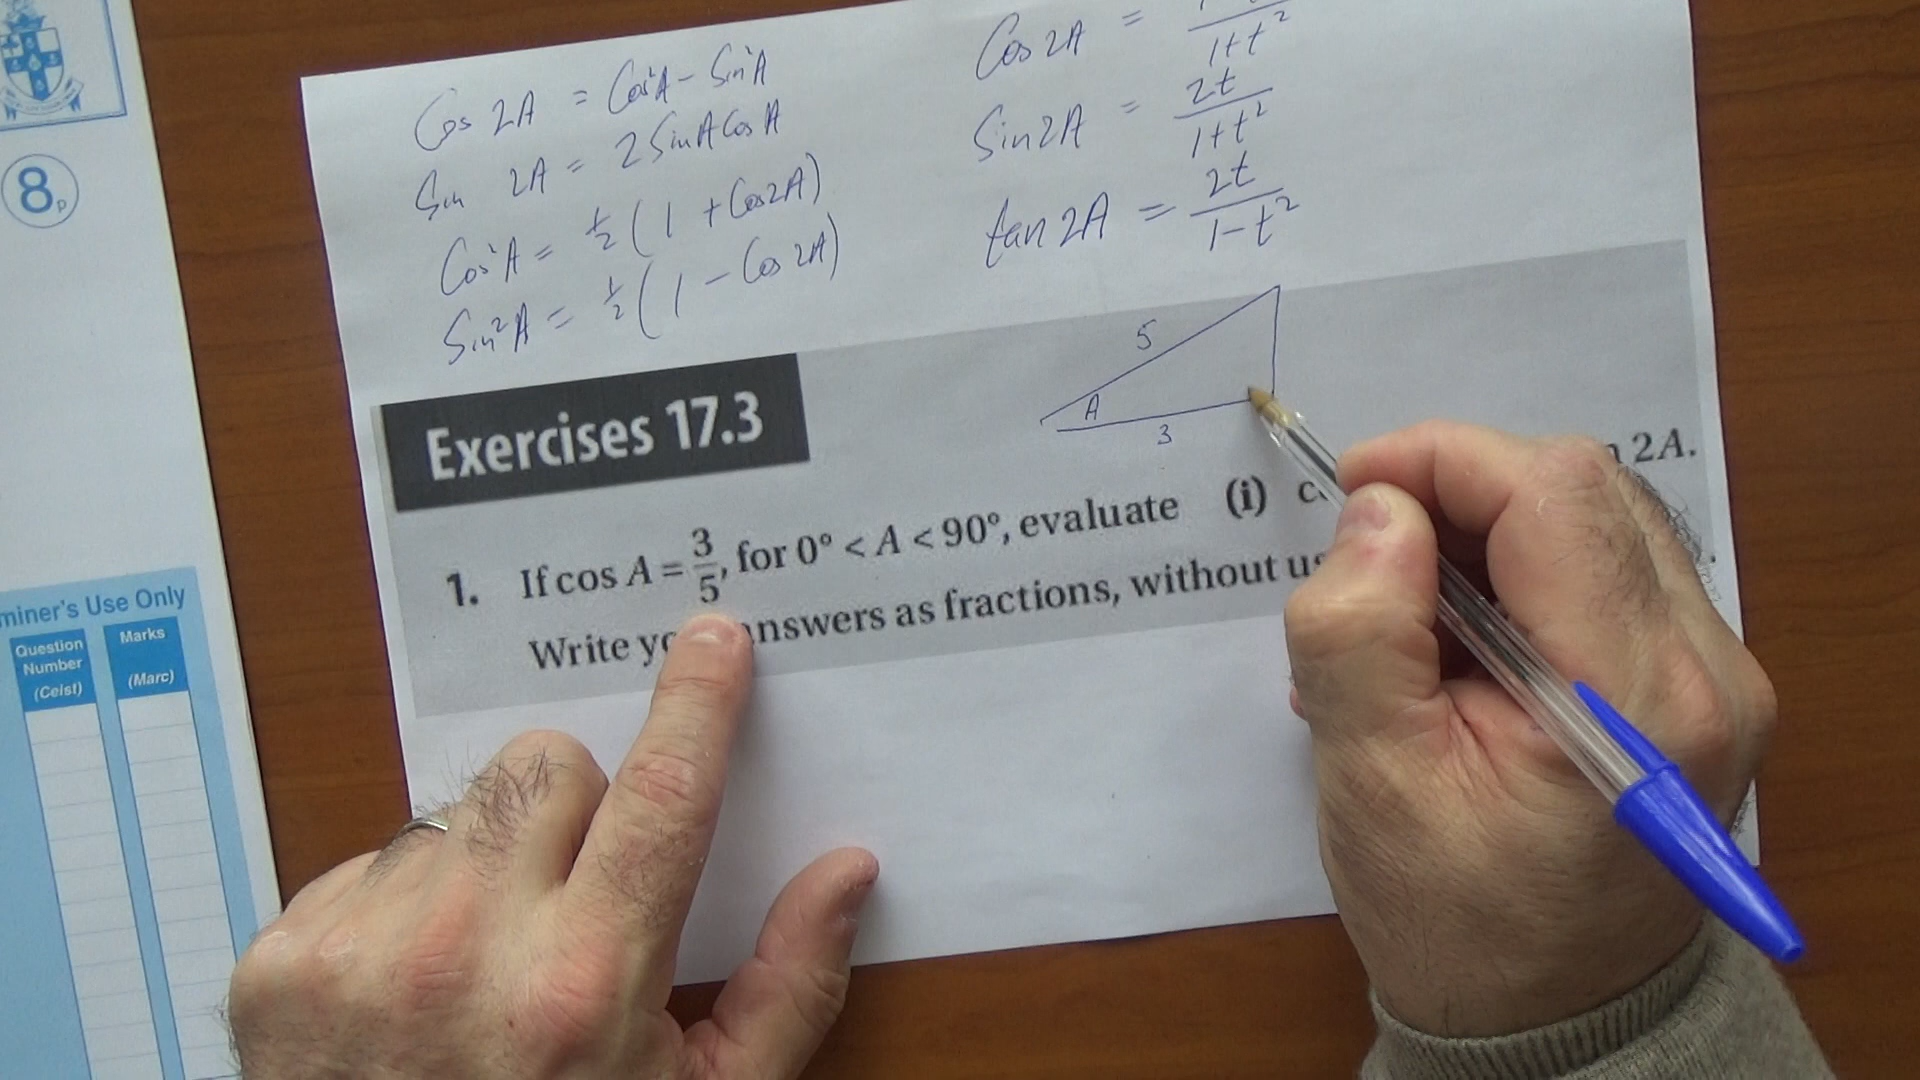 8p
miner's Use Only
Question Number (Ceist)
Marks (Marc)
Cos 2A = Cos²A - Sin²A
Sin 2A = 2 Sin A Cos A
Cos²A = ½ (1 + Cos 2A)
Sin²A = ½ (1 - Cos 2A)
Cos 2A = 1+t²
Sin 2A = 2t / 1+t²
tan 2A = 2t / 1-t²
5
A
3
Exercises 17.3
2A.
1. If cos A = 3/5, for 0° < A < 90°, evaluate (i)
Write answers as fractions, without